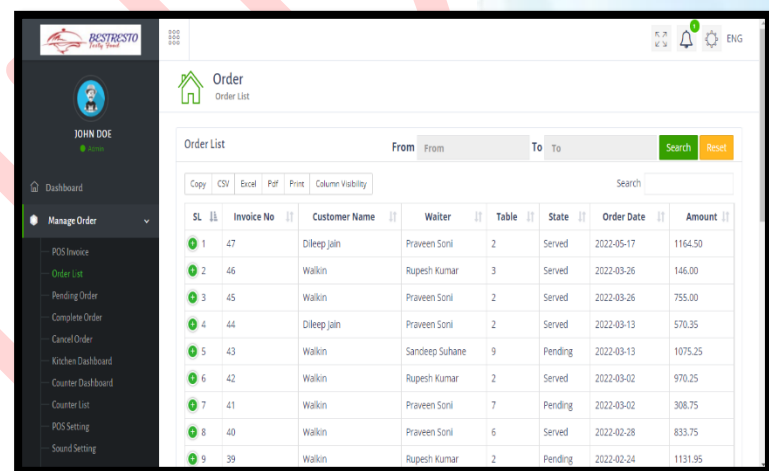 BESTRESTO
Tasty Food
ENG
1
JOHN DOE
Admin
Dashboard
Manage Order
POS Invoice
Order List
Pending Order
Complete Order
Cancel Order
Kitchen Dashboard
Counter Dashboard
Counter List
POS Setting
Sound Setting
Order
Order List
Order List From From To To Search Reset
Copy CSV Excel Pdf Print Column Visibility Search
SL Invoice No Customer Name Waiter Table State Order Date Amount
1 47 Dileep Jain Praveen Soni 2 Served 2022-05-17 1164.50
2 46 Walkin Rupesh Kumar 3 Served 2022-03-26 146.00
3 45 Walkin Praveen Soni 2 Served 2022-03-26 755.00
4 44 Dileep Jain Praveen Soni 2 Served 2022-03-13 570.35
5 43 Walkin Sandeep Suhane 9 Pending 2022-03-13 1075.25
6 42 Walkin Rupesh Kumar 2 Served 2022-03-02 970.25
7 41 Walkin Praveen Soni 7 Pending 2022-03-02 308.75
8 40 Walkin Praveen Soni 6 Served 2022-02-28 833.75
9 39 Walkin Rupesh Kumar 2 Pending 2022-02-24 1131.95